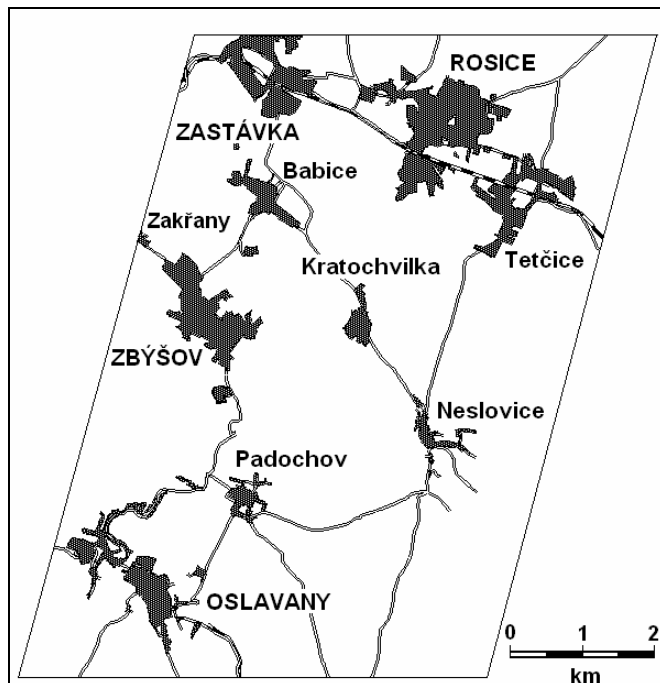 ROSICE
ZASTÁVKA
Babice
Zakřany
Tetčice
Kratochvilka
ZBÝŠOV
Neslovice
Padochov
OSLAVANY
0 1 2
km